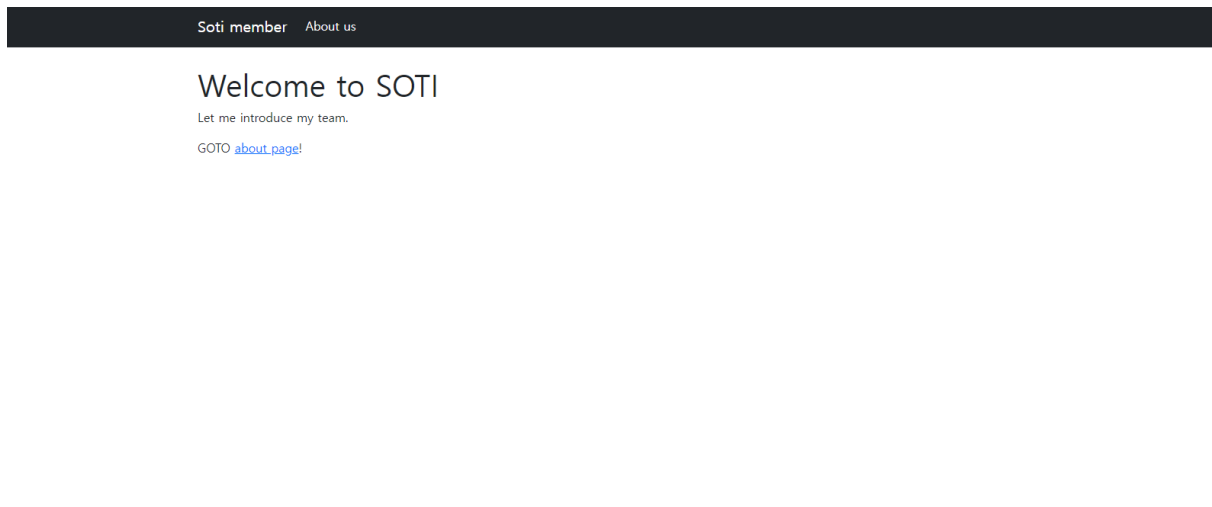 Soti member About us
Welcome to SOTI
Let me introduce my team.
GOTO about page!